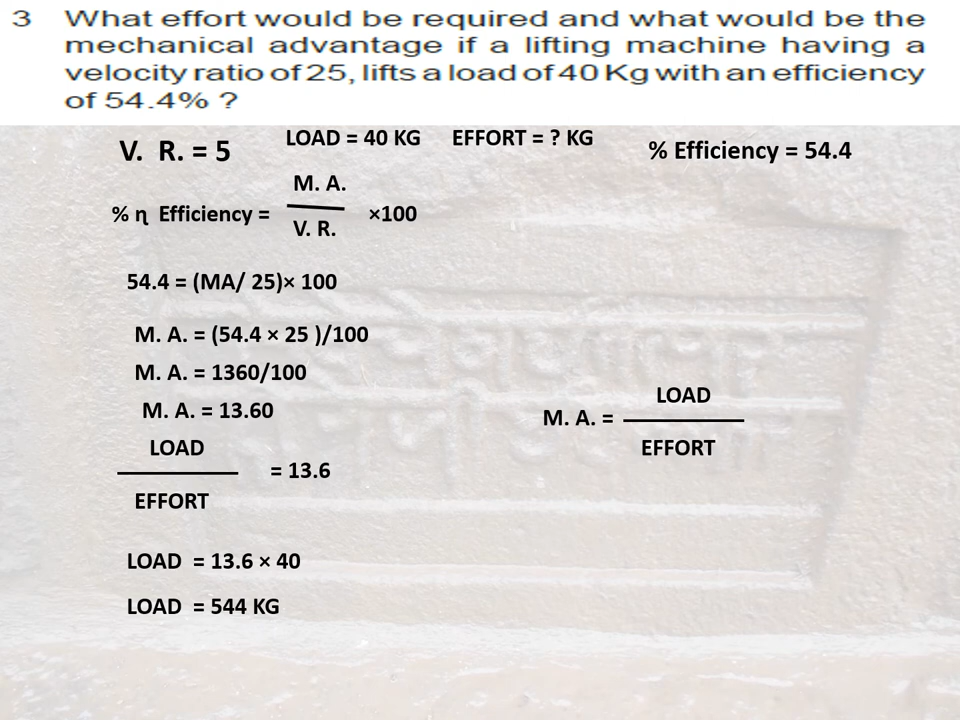 3 What effort would be required and what would be the
mechanical advantage if a lifting machine having a
velocity ratio of 25, lifts a load of 40 Kg with an efficiency
of 54.4% ?
V. R. = 5 LOAD = 40 KG EFFORT = ? KG % Efficiency = 54.4
M. A.
% η Efficiency = ×100
V. R.
54.4 = (MA/ 25)× 100
M. A. = (54.4 × 25 )/100
M. A. = 1360/100
M. A. = 13.60
LOAD
= 13.6
EFFORT
M. A. =
LOAD
EFFORT
LOAD = 13.6 × 40
LOAD = 544 KG